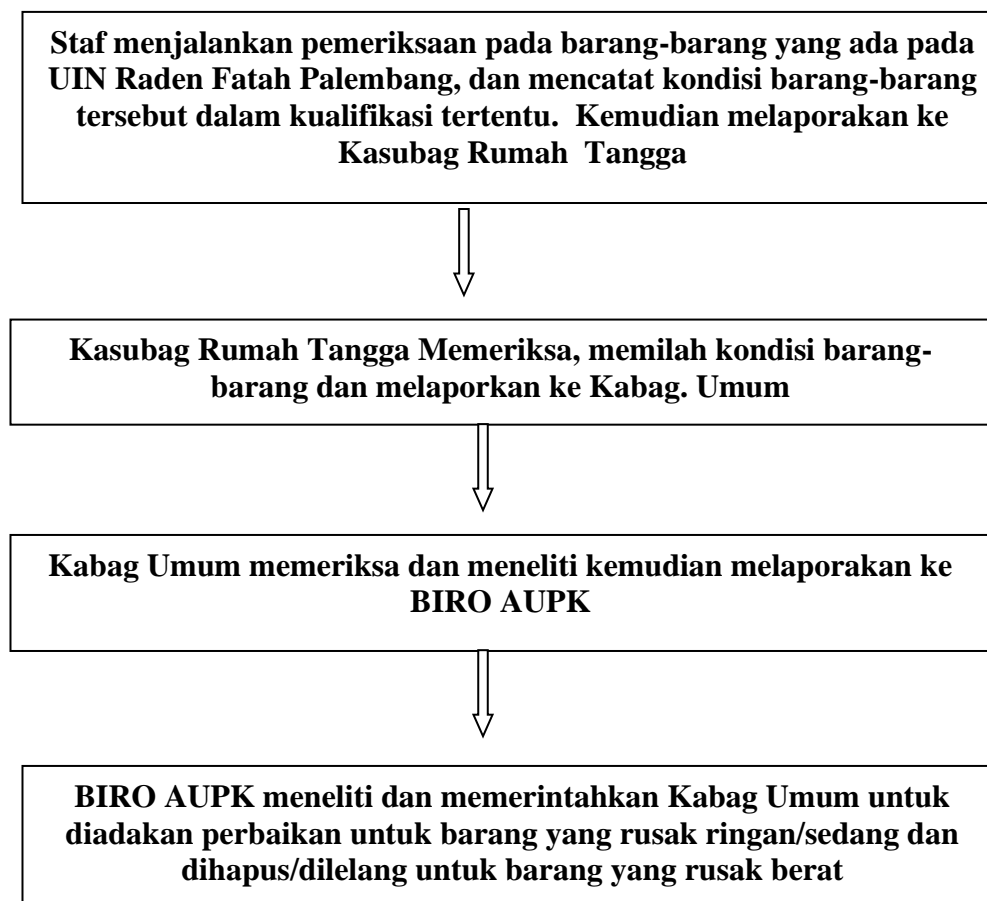 Staf menjalankan pemeriksaan pada barang-barang yang ada pada
UIN Raden Fatah Palembang, dan mencatat kondisi barang-barang
tersebut dalam kualifikasi tertentu.  Kemudian melaporakan ke
Kasubag Rumah  Tangga
Kasubag Rumah Tangga Memeriksa, memilah kondisi barang-
barang dan melaporkan ke Kabag. Umum
Kabag Umum memeriksa dan meneliti kemudian melaporakan ke
BIRO AUPK
BIRO AUPK meneliti dan memerintahkan Kabag Umum untuk
diadakan perbaikan untuk barang yang rusak ringan/sedang dan
dihapus/dilelang untuk barang yang rusak berat